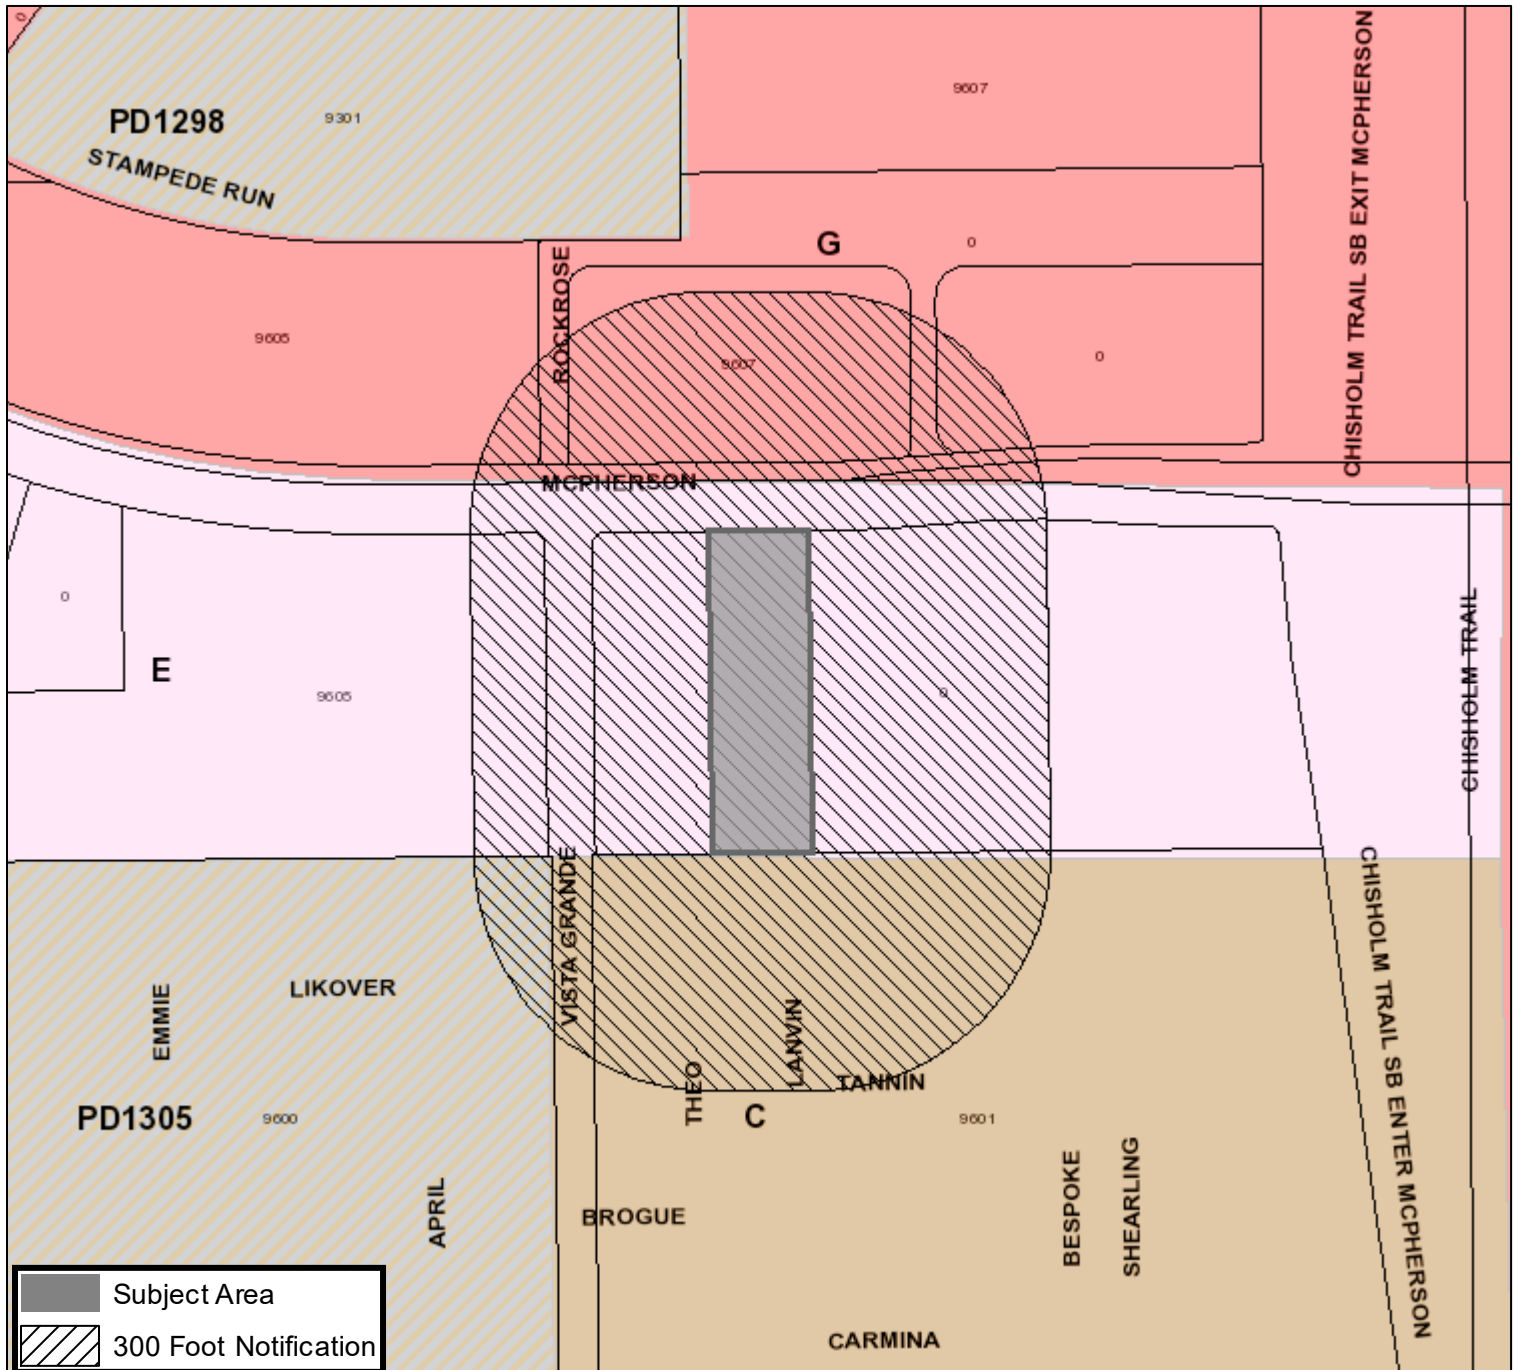 0
9607
PD1298
9301
STAMPEDE RUN
CHISHOLM TRAIL SB EXIT MCPHERSON
G
0
ROCKROSE
9605
9607
0
MCPHERSON
0
E
9605
0
CHISHOLM TRAIL
VISTA GRANDE
CHISHOLM TRAIL SB ENTER MCPHERSON
LIKOVER
EMMIE
LANVIN
THEO
TANNIN
PD1305
9600
C
9601
APRIL
BROGUE
BESPOKE
SHEARLING
Subject Area
300 Foot Notification
CARMINA